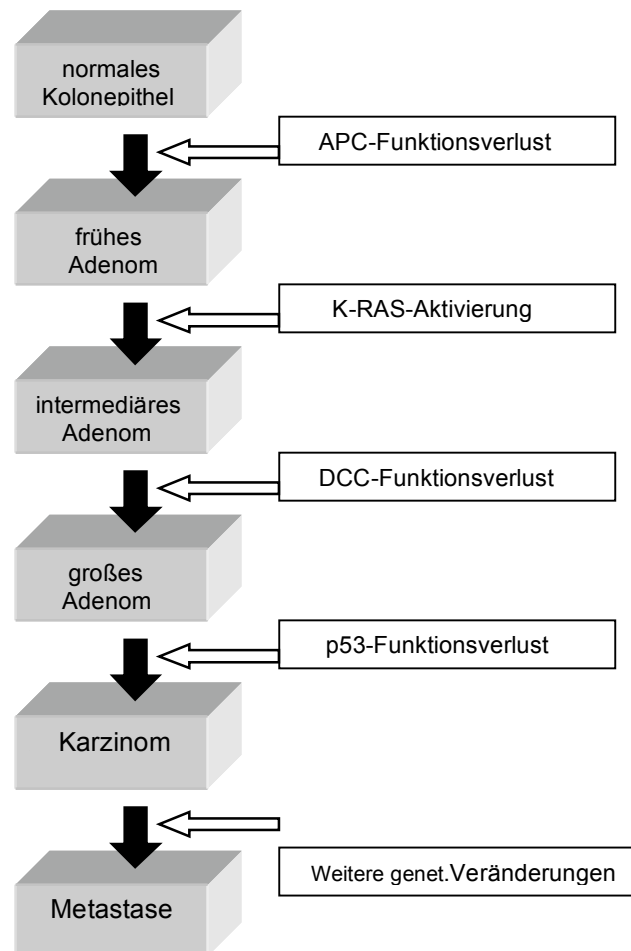 normales
Kolonepithel
APC-Funktionsverlust
frühes
Adenom
K-RAS-Aktivierung
intermediäres
Adenom
DCC-Funktionsverlust
großes
Adenom
p53-Funktionsverlust
Karzinom
Weitere genet.Veränderungen
Metastase